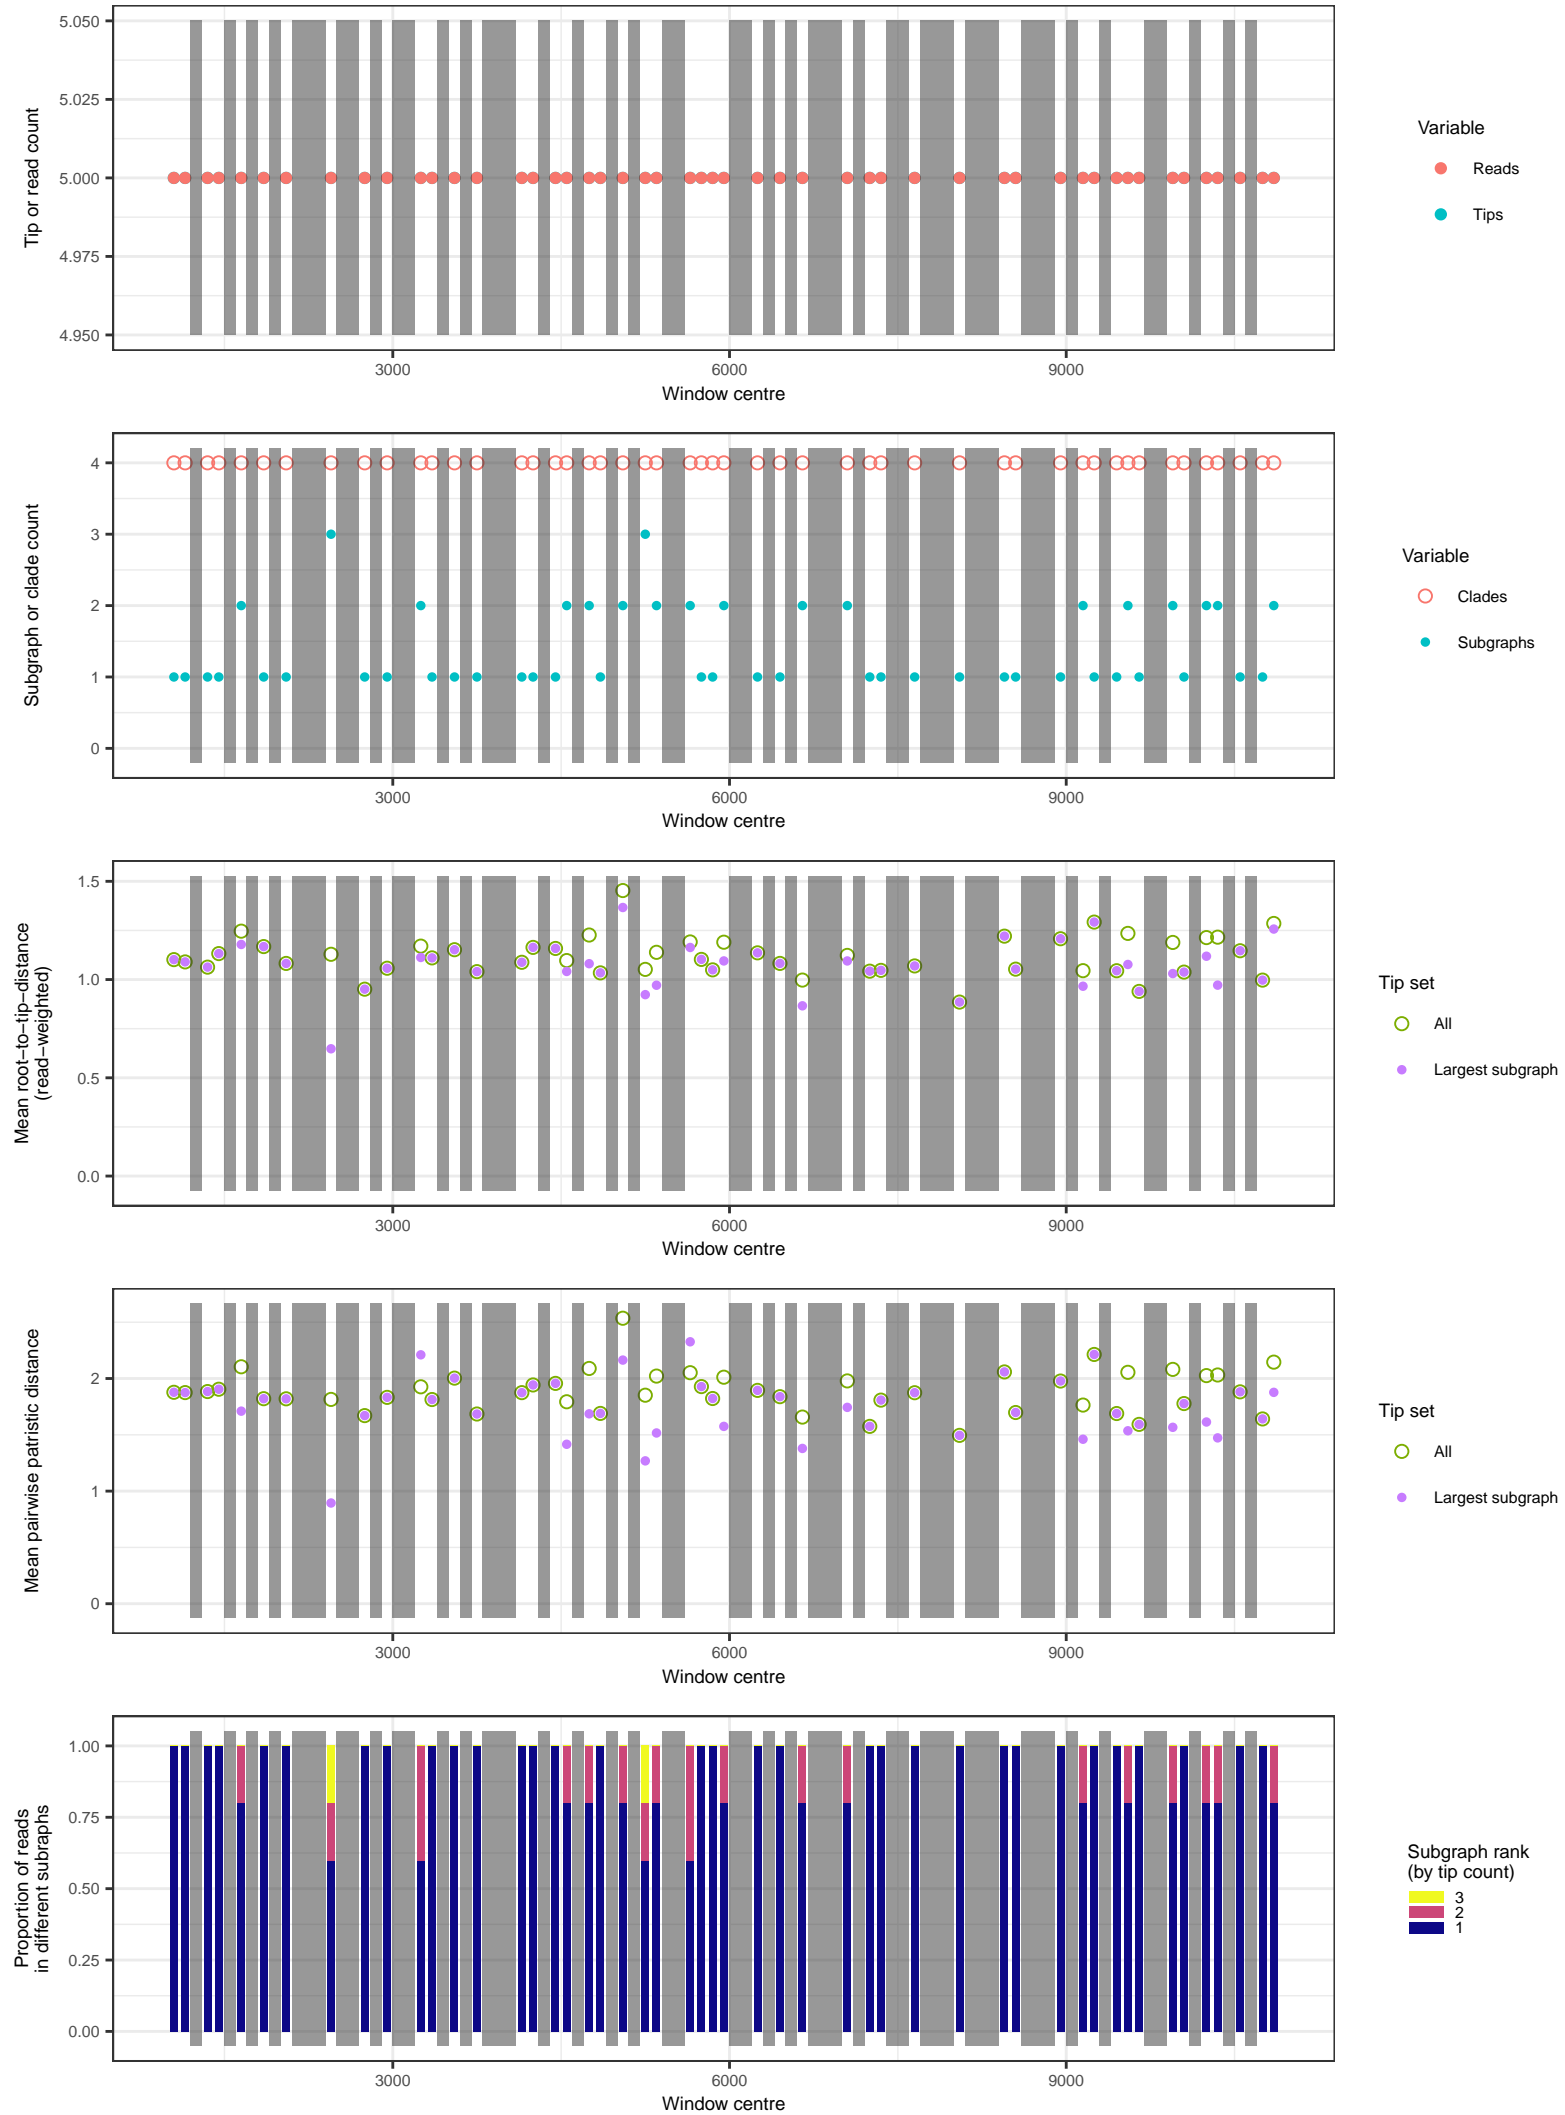 5.050
5.025
5.000
4.975
4.950
Tip or read count
3000
6000
9000
Window centre
Variable
Reads
Tips
4
3
2
1
0
Subgraph or clade count
3000
6000
9000
Window centre
Variable
Clades
Subgraphs
1.5
1.0
0.5
0.0
Mean root−to−tip−distance
(read−weighted)
3000
6000
9000
Window centre
Tip set
All
Largest subgraph
2
1
0
Mean pairwise patristic distance
3000
6000
9000
Window centre
Tip set
All
Largest subgraph
1.00
0.75
0.50
0.25
0.00
Proportion of reads
in different subraphs
3000
6000
9000
Window centre
Subgraph rank
(by tip count)
3
2
1